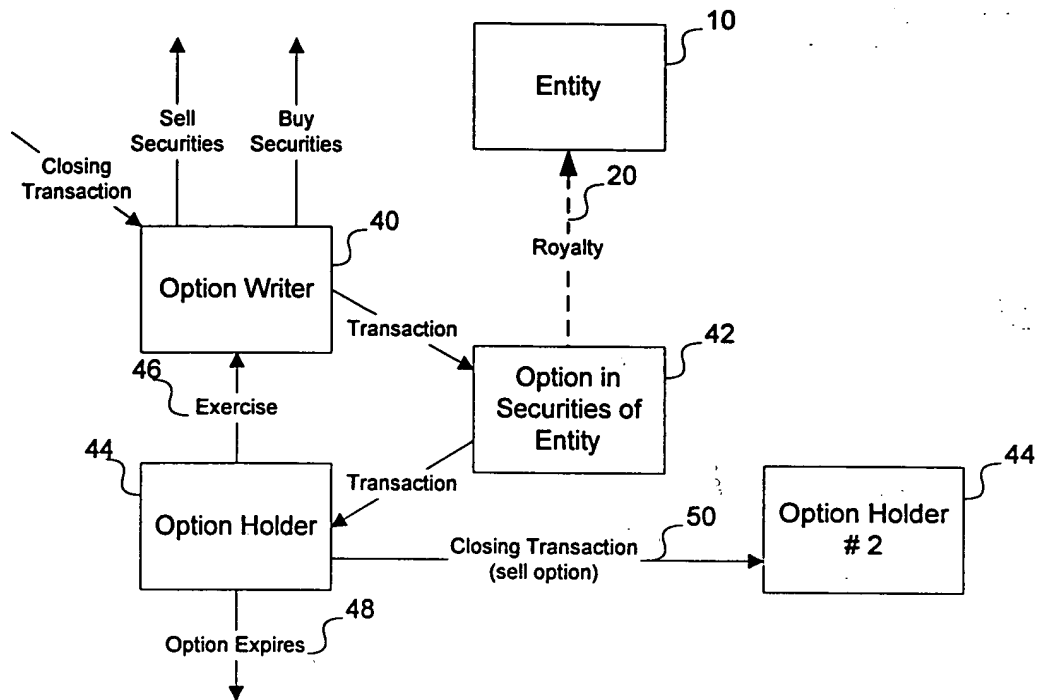 10
Entity
Sell
Securities
Buy
Securities
Closing
Transaction
20
40
Royalty
Option Writer
Transaction
42
46
Option in
Securities of
Entity
Exercise
44
Transaction
44
Option Holder
50
Option Holder
# 2
Closing Transaction
(sell option)
48
Option Expires